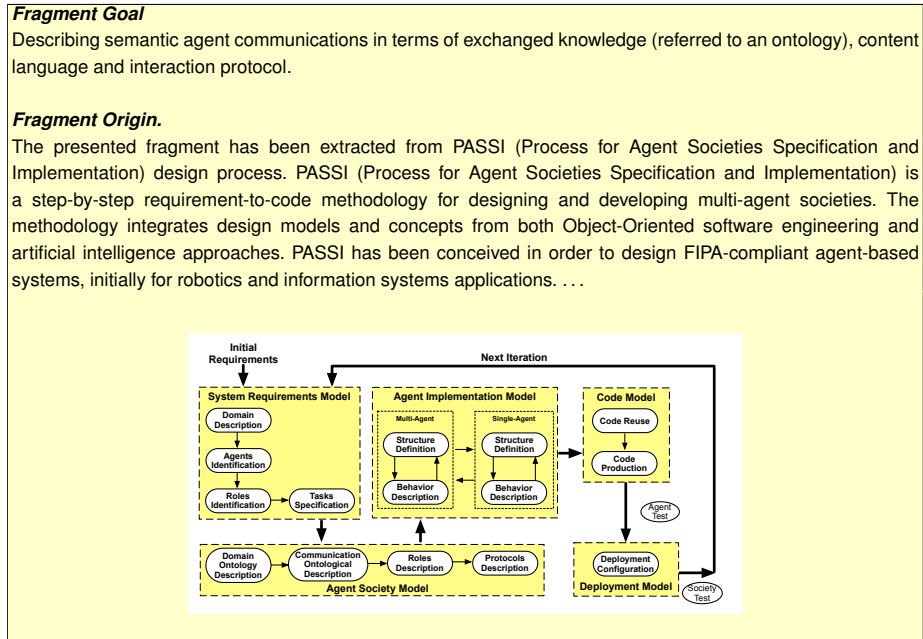 Fragment Goal
Describing semantic agent communications in terms of exchanged knowledge (referred to an ontology), content
language and interaction protocol.
Fragment Origin.
The presented fragment has been extracted from PASSI (Process for Agent Societies Specification and
Implementation) design process. PASSI (Process for Agent Societies Specification and Implementation) is
a step-by-step requirement-to-code methodology for designing and developing multi-agent societies. The
methodology integrates design models and concepts from both Object-Oriented software engineering and
artificial intelligence approaches. PASSI has been conceived in order to design FIPA-compliant agent-based
systems, initially for robotics and information systems applications. . . .
Initial
Requirements
Next Iteration
System Requirements Model
Domain
Description
Agents
Identification
Roles
Identification
Tasks
Specification
Agent Implementation Model
Multi-Agent
Structure
Definition
Behavior
Description
Single-Agent
Structure
Definition
Behavior
Description
Code Model
Code Reuse
Code
Production
Agent
Test
Domain
Ontology
Description
Communication
Ontological
Description
Roles
Description
Protocols
Description
Agent Society Model
Deployment
Configuration
Deployment Model
Society
Test